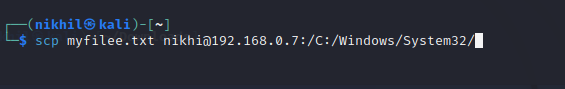 ┌──(nikhil㉿kali)-[~]
└─$ scp myfilee.txt nikhi@192.168.0.7:/C:/Windows/System32/